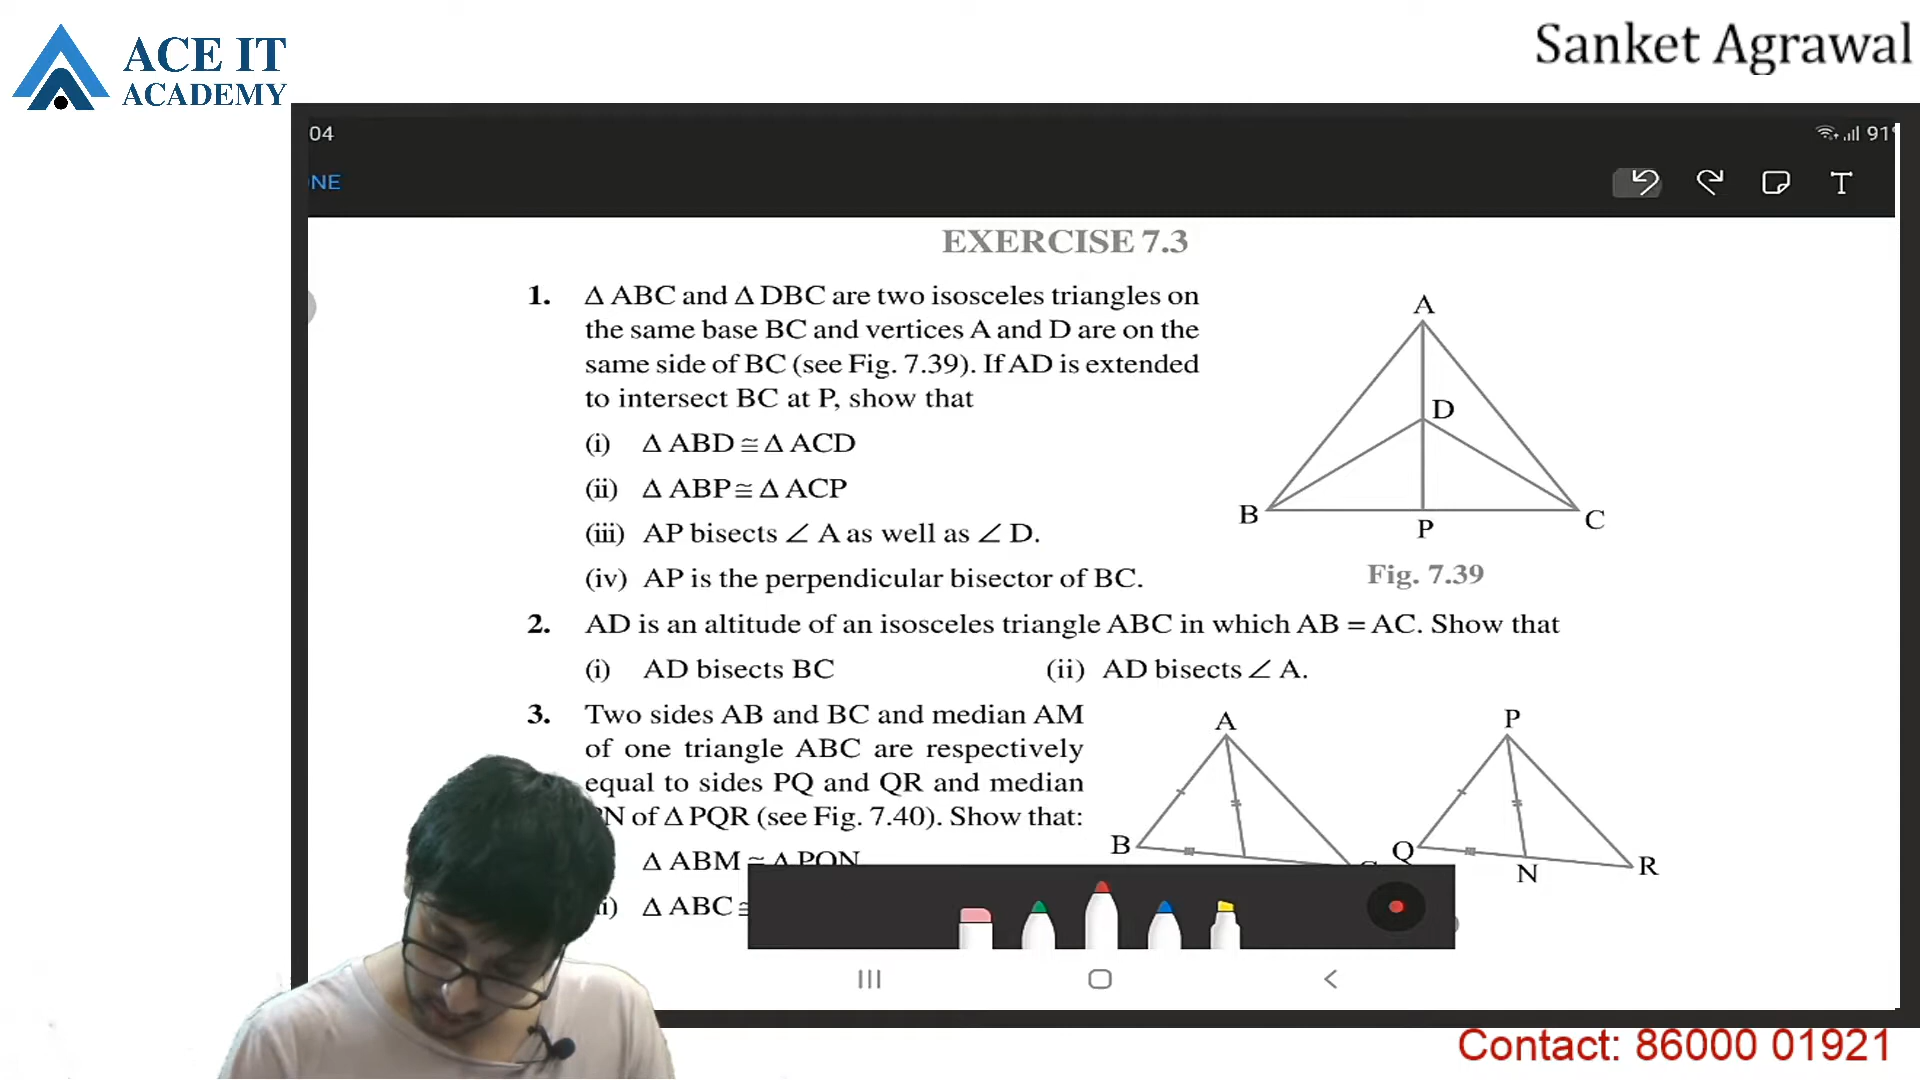 ACE IT
ACADEMY
Sanket Agrawal
04
91
NE
T
EXERCISE 7.3
1. Δ ABC and Δ DBC are two isosceles triangles on
the same base BC and vertices A and D are on the
same side of BC (see Fig. 7.39). If AD is extended
to intersect BC at P, show that
(i) Δ ABD ≅ Δ ACD
(ii) Δ ABP ≅ Δ ACP
(iii) AP bisects ∠ A as well as ∠ D.
(iv) AP is the perpendicular bisector of BC.
A
D
B
P
C
Fig. 7.39
2. AD is an altitude of an isosceles triangle ABC in which AB = AC. Show that
(i) AD bisects BC (ii) AD bisects ∠ A.
3. Two sides AB and BC and median AM
of one triangle ABC are respectively
equal to sides PQ and QR and median
N of Δ PQR (see Fig. 7.40). Show that:
Δ ABM ≅ Δ PQN
i) Δ ABC ≅
A
B
P
Q
N
R
Contact: 86000 01921